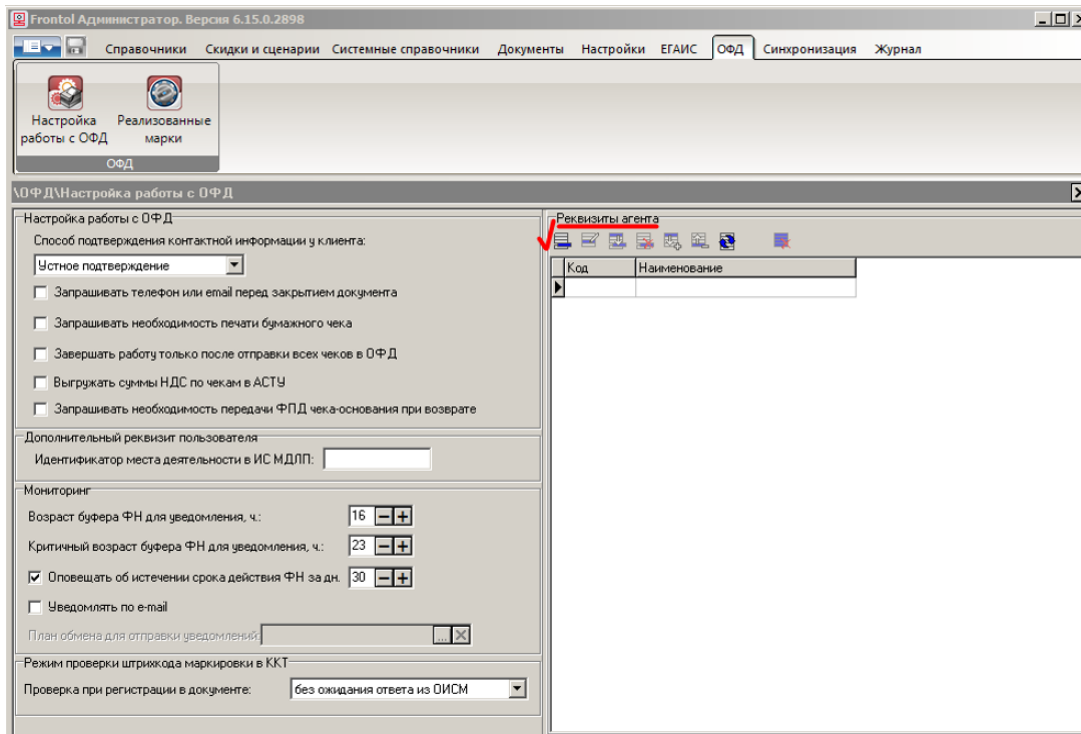 Frontol Администратор. Версия 6.15.0.2898
Справочники Скидки и сценарии Системные справочники Документы Настройки ЕГАИС ОФД Синхронизация Журнал
Настройка работы с ОФД
Реализованные марки
ОФД
\ОФД\Настройка работы с ОФД
Настройка работы с ОФД
Способ подтверждения контактной информации у клиента:
Устное подтверждение
Запрашивать телефон или email перед закрытием документа
Запрашивать необходимость печати бумажного чека
Завершать работу только после отправки всех чеков в ОФД
Выгружать суммы НДС по чекам в АСТУ
Запрашивать необходимость передачи ФПД чека-основания при возврате
Дополнительный реквизит пользователя
Идентификатор места деятельности в ИС МДЛП:
Мониторинг
Возраст буфера ФН для уведомления, ч.: 16
Критичный возраст буфера ФН для уведомления, ч.: 23
Оповещать об истечении срока действия ФН за дн. 30
Уведомлять по e-mail
План обмена для отправки уведомлений: ...
Режим проверки штрихкода маркировки в ККТ
Проверка при регистрации в документе: без ожидания ответа из ОИСМ
Реквизиты агента
Код Наименование